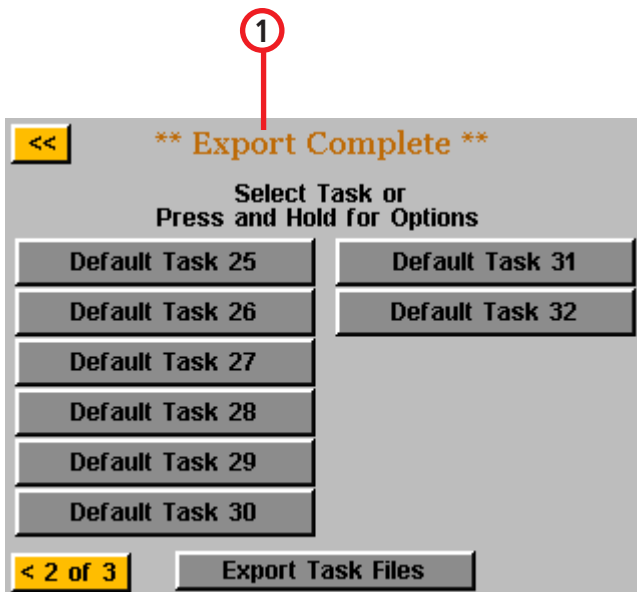 1
<<
** Export Complete **
Select Task or
Press and Hold for Options
Default Task 25
Default Task 31
Default Task 26
Default Task 32
Default Task 27
Default Task 28
Default Task 29
Default Task 30
< 2 of 3
Export Task Files